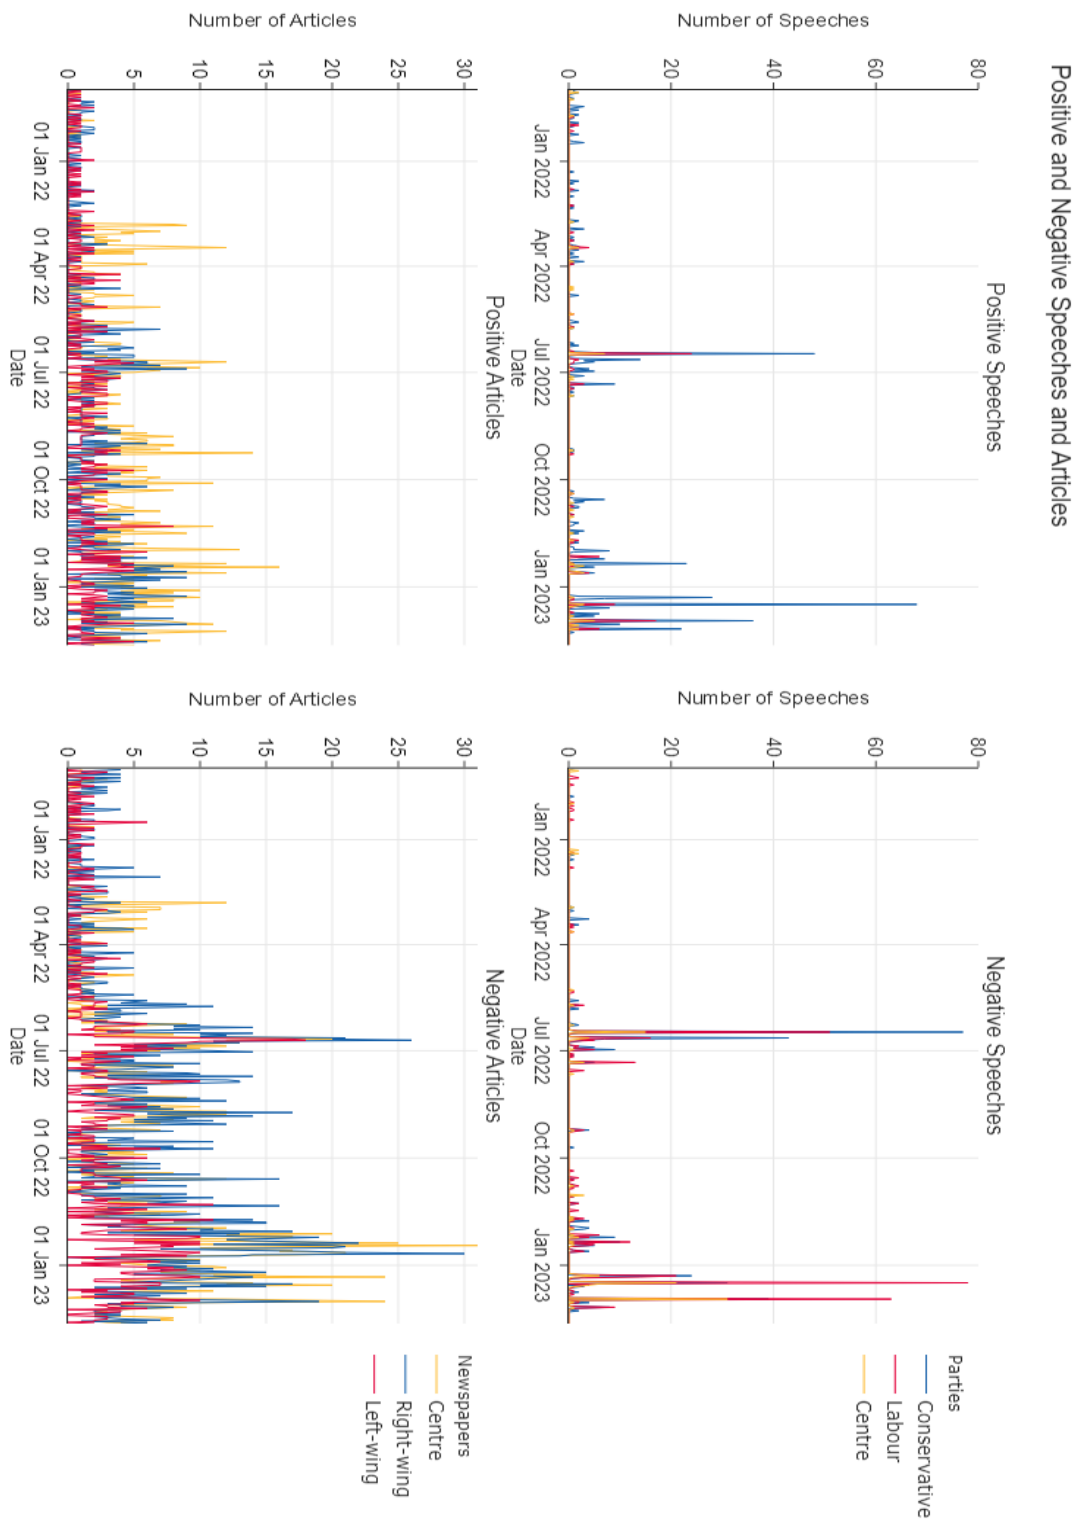 Positive and Negative Speeches and Articles
Positive Speeches
Number of Speeches
80
60
40
20
0
Jan 2022
Apr 2022
Jul 2022
Oct 2022
Jan 2023
Date
Negative Speeches
Number of Speeches
80
60
40
20
0
Jan 2022
Apr 2022
Jul 2022
Oct 2022
Jan 2023
Date
Parties
Conservative
Labour
Centre
Positive Articles
Number of Articles
30
25
20
15
10
5
0
01 Jan 22
01 Apr 22
01 Jul 22
01 Oct 22
01 Jan 23
Date
Negative Articles
Number of Articles
30
25
20
15
10
5
0
01 Jan 22
01 Apr 22
01 Jul 22
01 Oct 22
01 Jan 23
Date
Newspapers
Centre
Right-wing
Left-wing